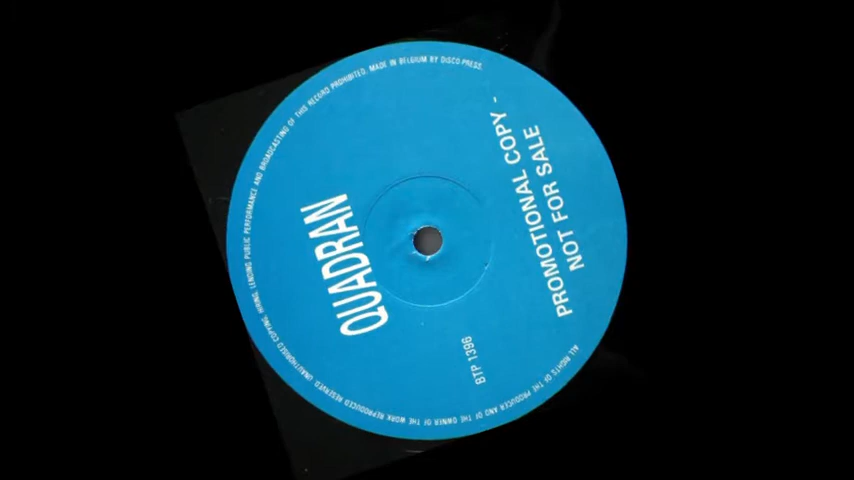 QUADRAN
PROMOTIONAL COPY -
NOT FOR SALE
BTP 1396
ALL RIGHTS OF THE PRODUCER AND OF THE OWNER OF THE WORK REPRODUCED RESERVED. UNAUTHORISED COPYING, HIRING, LENDING PUBLIC PERFORMANCE AND BROADCASTING OF THIS RECORD PROHIBITED. MADE IN BELGIUM BY DISCO-PRESS.